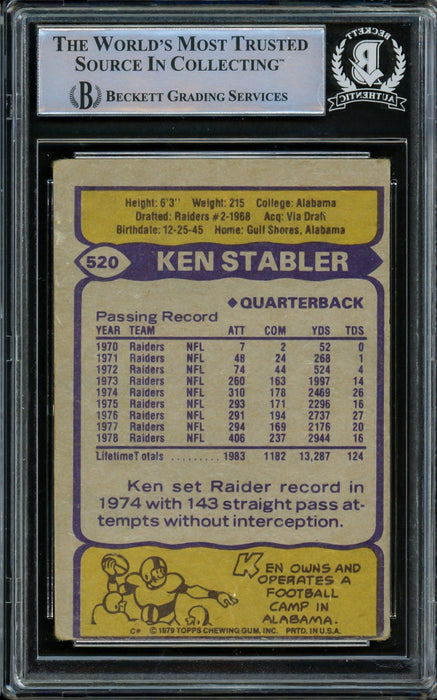 THE WORLD'S MOST TRUSTED
SOURCE IN COLLECTING™
B BECKETT GRADING SERVICES
BECKETT
B
AUTHENTIC
Height: 6'3" Weight: 215 College: Alabama
Drafted: Raiders #2-1968 Acq: Via Draft
Birthdate: 12-25-45 Home: Gulf Shores, Alabama
520 KEN STABLER
◆QUARTERBACK
Passing Record
YEAR TEAM ATT COM YDS TDS
1970 Raiders NFL 7 2 52 0
1971 Raiders NFL 48 24 268 1
1972 Raiders NFL 74 44 524 4
1973 Raiders NFL 260 163 1997 14
1974 Raiders NFL 310 178 2469 26
1975 Raiders NFL 293 171 2296 16
1976 Raiders NFL 291 194 2737 27
1977 Raiders NFL 294 169 2176 20
1978 Raiders NFL 406 237 2944 16
Lifetime Totals ......... 1983 1182 13,287 124
Ken set Raider record in
1974 with 143 straight pass at-
tempts without interception.
KEN OWNS AND
OPERATES A
FOOTBALL
CAMP IN
ALABAMA.
C* © 1979 TOPPS CHEWING GUM, INC. PRTD. IN U.S.A.